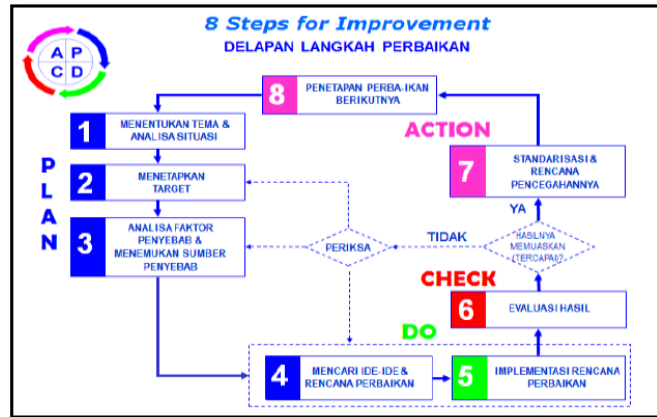 8 Steps for Improvement
DELAPAN LANGKAH PERBAIKAN
A P
C D
8
PENETAPAN PERBA-IKAN
BERIKUTNYA
ACTION
PLAN
1
MENENTUKAN TEMA &
ANALISA SITUASI
2
MENETAPKAN
TARGET
3
ANALISA FAKTOR
PENYEBAB &
MENEMUKAN SUMBER
PENYEBAB
7
STANDARISASI &
RENCANA
PENCEGAHANNYA
YA
HASILNYA
MEMUASKAN
(TERCAPAI)?
TIDAK
PERIKSA
CHECK
6
EVALUASI HASIL
DO
4
MENCARI IDE-IDE &
RENCANA PERBAIKAN
5
IMPLEMENTASI RENCANA
PERBAIKAN